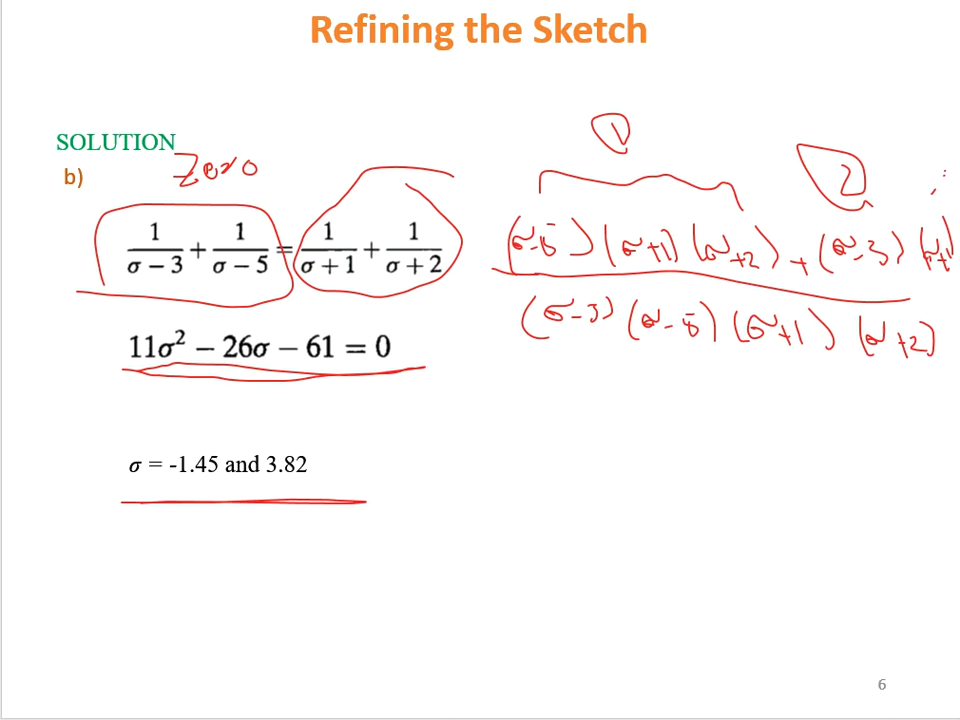 Refining the Sketch
SOLUTION
Zero
b)
1
2
1/(σ − 3) + 1/(σ − 5) = 1/(σ + 1) + 1/(σ + 2)
(σ-5)(σ+1)(σ+2) + (σ-3)(σ+1)
(σ-3)(σ-5)(σ+1)(σ+2)
11σ² − 26σ − 61 = 0
σ = -1.45 and 3.82
6